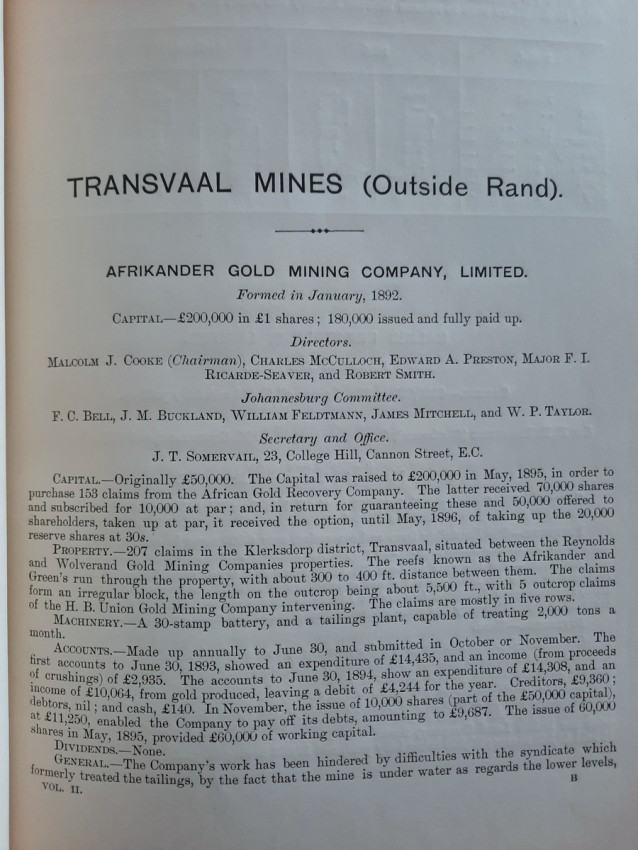 TRANSVAAL MINES (Outside Rand).
AFRIKANDER GOLD MINING COMPANY, LIMITED.
Formed in January, 1892.
CAPITAL—£200,000 in £1 shares; 180,000 issued and fully paid up.
Directors.
MALCOLM J. COOKE (Chairman), CHARLES MCCULLOCH, EDWARD A. PRESTON, MAJOR F. I.
RICARDE-SEAVER, and ROBERT SMITH.
Johannesburg Committee.
F. C. BELL, J. M. BUCKLAND, WILLIAM FELDTMANN, JAMES MITCHELL, and W. P. TAYLOR.
Secretary and Office.
J. T. SOMERVAIL, 23, College Hill, Cannon Street, E.C.
CAPITAL.—Originally £50,000. The Capital was raised to £200,000 in May, 1895, in order to
purchase 153 claims from the African Gold Recovery Company. The latter received 70,000 shares
and subscribed for 10,000 at par; and, in return for guaranteeing these and 50,000 offered to
shareholders, taken up at par, it received the option, until May, 1896, of taking up the 20,000
reserve shares at 30s.
PROPERTY.—207 claims in the Klerksdorp district, Transvaal, situated between the Reynolds
and Wolverand Gold Mining Companies properties. The reefs known as the Afrikander and
Green's run through the property, with about 300 to 400 ft. distance between them. The claims
form an irregular block, the length on the outcrop being about 5,500 ft., with 5 outcrop claims
of the H. B. Union Gold Mining Company intervening. The claims are mostly in five rows.
MACHINERY.—A 30-stamp battery, and a tailings plant, capable of treating 2,000 tons a
month.
ACCOUNTS.—Made up annually to June 30, and submitted in October or November. The
first accounts to June 30, 1893, showed an expenditure of £14,435, and an income (from proceeds
of crushings) of £2,935. The accounts to June 30, 1894, show an expenditure of £14,308, and an
income of £10,064, from gold produced, leaving a debit of £4,244 for the year. Creditors, £9,360;
debtors, nil; and cash, £140. In November, the issue of 10,000 shares (part of the £50,000 capital),
at £11,250, enabled the Company to pay off its debts, amounting to £9,687. The issue of 60,000
shares in May, 1895, provided £60,000 of working capital.
DIVIDENDS.—None.
GENERAL.—The Company's work has been hindered by difficulties with the syndicate which
formerly treated the tailings, by the fact that the mine is under water as regards the lower levels,
VOL. II. B